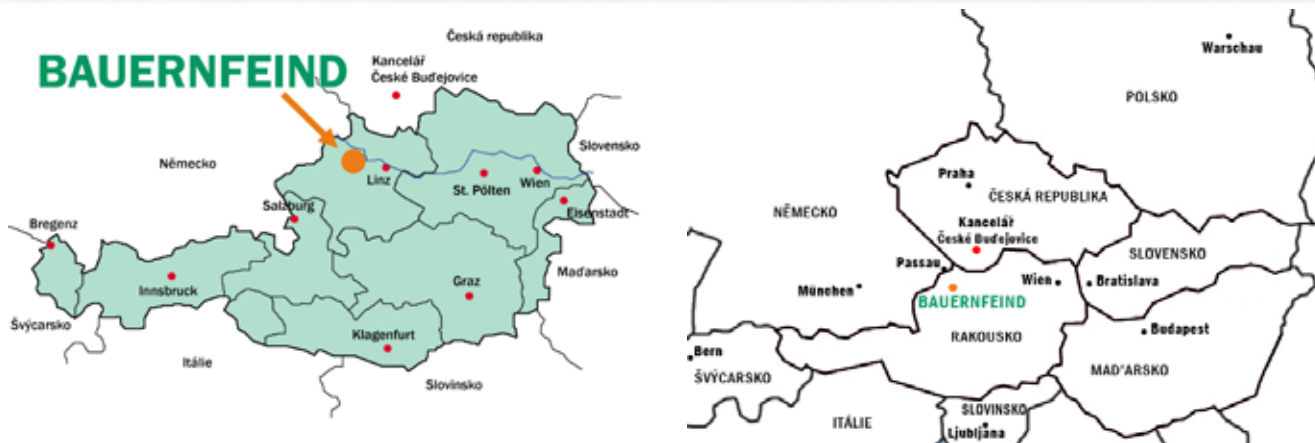 Česká republika
BAUERNFEIND
Kancelář
České Buďejovice
Slovensko
Německo
Linz
St. Pölten
Wien
Salzburg
Eisenstadt
Bregenz
Maďarsko
Innsbruck
Graz
Švýcarsko
Klagenfurt
Itálie
Slovinsko
Warschau
POLSKO
Praha
ČESKÁ REPUBLIKA
NĚMECKO
Kancelář
České Buďejovice
SLOVENSKO
Passau
Wien
Bratislava
München
BAUERNFEIND
Budapest
RAKOUSKO
Bern
MAĎARSKO
ŠVÝCARSKO
SLOVINSKO
ITÁLIE
Ljubljana